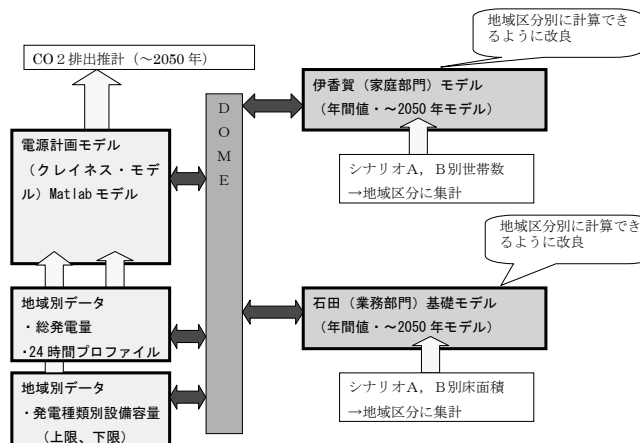 地域区分別に計算でき
るように改良
CO２排出推計（～2050 年）
伊香賀（家庭部門）モデル
（年間値・～2050 年モデル）
DOME
電源計画モデル
（クレイネス・モデ
ル）Matlab モデル
シナリオA， B別世帯数
→地域区分に集計
地域区分別に計算でき
るように改良
地域別データ
・総発電量
・24 時間プロファイル
石田（業務部門）基礎モデル
（年間値・～2050 年モデル）
地域別データ
・発電種類別設備容量
（上限、下限）
シナリオA， B別床面積
→地域区分に集計